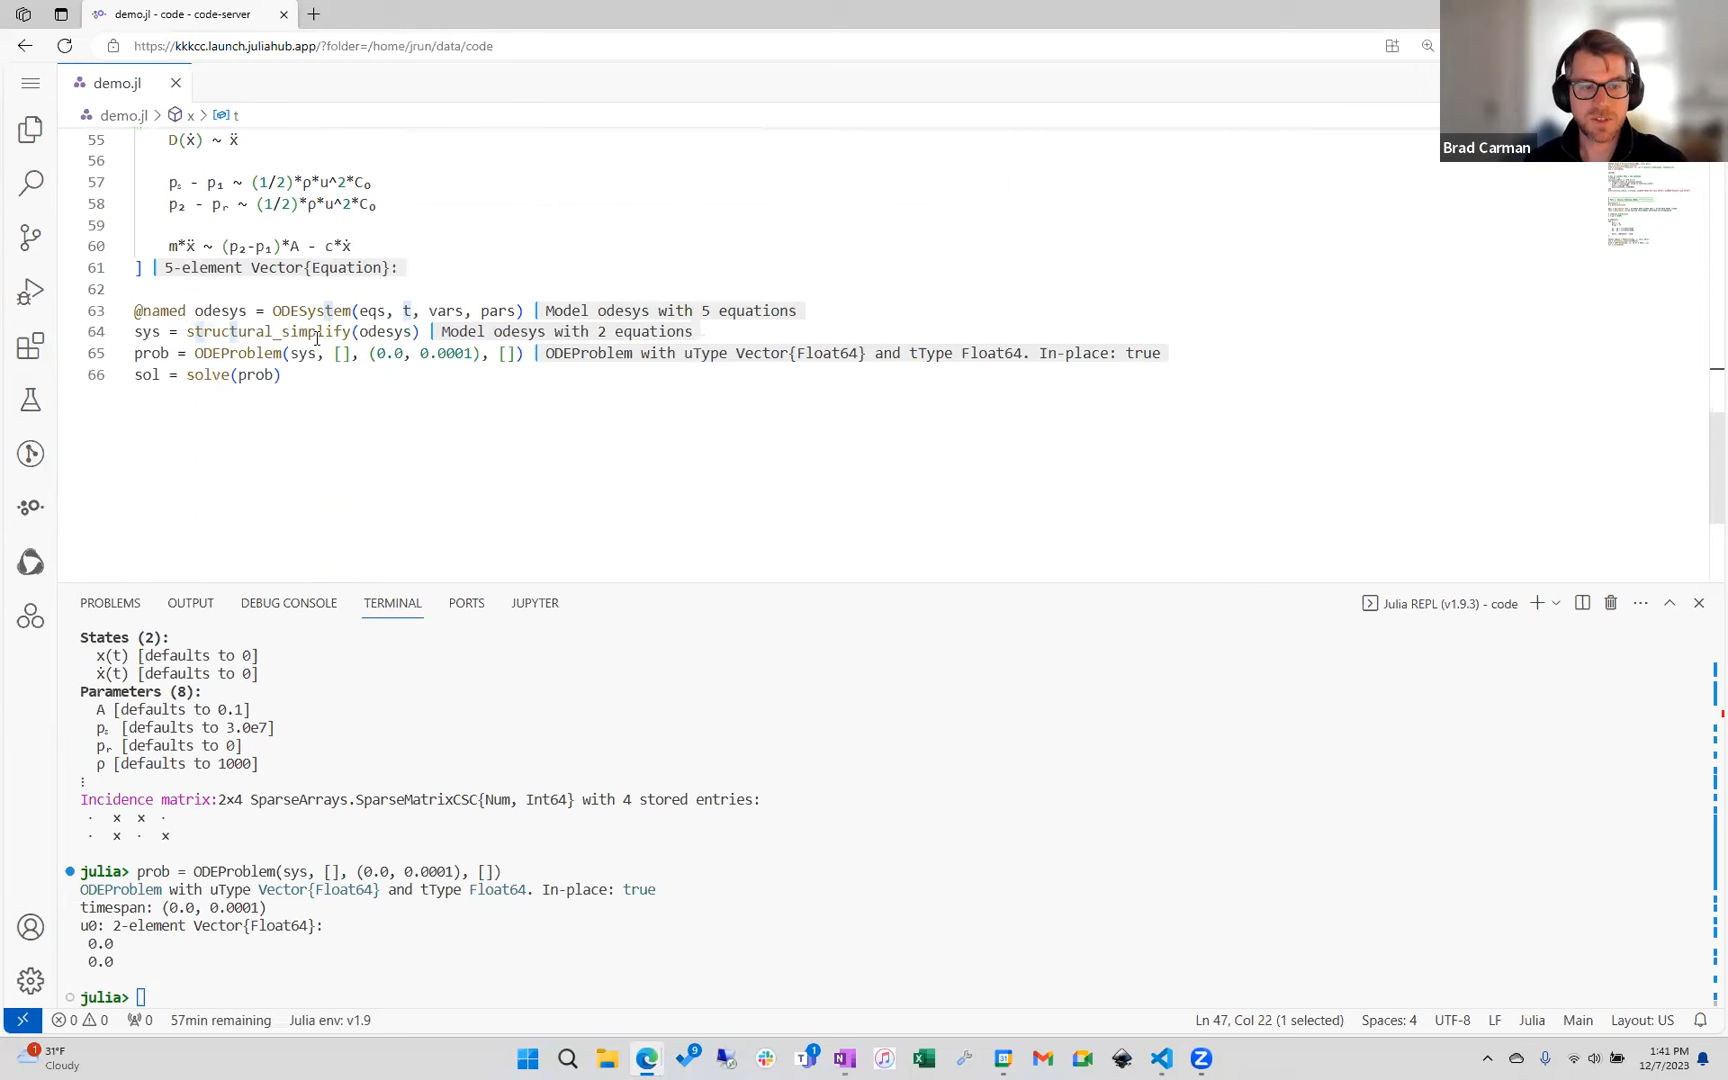 demo.jl - code - code-server
https://kkkcc.launch.juliahub.app/?folder=/home/jrun/data/code
demo.jl
demo.jl > x > t
Brad Carman
55 D(ẋ) ~ ẍ
56
57 pₛ - p₁ ~ (1/2)*ρ*u^2*C₀
58 p₂ - pᵣ ~ (1/2)*ρ*u^2*C₀
59
60 m*ẍ ~ (p₂-p₁)*A - c*ẋ
61 ] 5-element Vector{Equation}:
62
63 @named odesys = ODESystem(eqs, t, vars, pars) Model odesys with 5 equations
64 sys = structural_simplify(odesys) Model odesys with 2 equations
65 prob = ODEProblem(sys, [], (0.0, 0.0001), []) ODEProblem with uType Vector{Float64} and tType Float64. In-place: true
66 sol = solve(prob)
PROBLEMS OUTPUT DEBUG CONSOLE TERMINAL PORTS JUPYTER
Julia REPL (v1.9.3) - code
States (2):
x(t) [defaults to 0]
ẋ(t) [defaults to 0]
Parameters (8):
A [defaults to 0.1]
pₛ [defaults to 3.0e7]
pᵣ [defaults to 0]
ρ [defaults to 1000]
⋮
Incidence matrix:2×4 SparseArrays.SparseMatrixCSC{Num, Int64} with 4 stored entries:
⋅ × × ⋅
⋅ × ⋅ ×
julia> prob = ODEProblem(sys, [], (0.0, 0.0001), [])
ODEProblem with uType Vector{Float64} and tType Float64. In-place: true
timespan: (0.0, 0.0001)
u0: 2-element Vector{Float64}:
0.0
0.0
julia>
0 0 0 57min remaining Julia env: v1.9
Ln 47, Col 22 (1 selected) Spaces: 4 UTF-8 LF Julia Main Layout: US
1
31°F
Cloudy
9
1
1:41 PM
12/7/2023